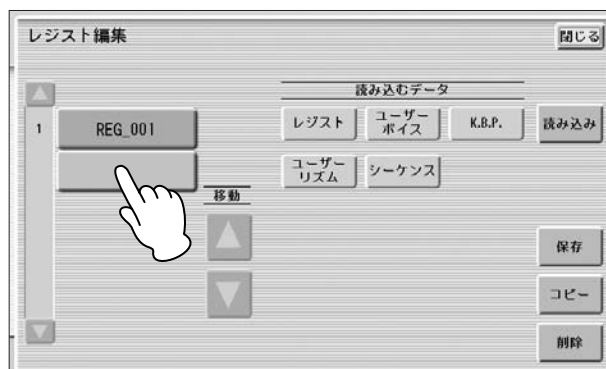 レジスト編集
閉じる
読み込むデータ
1
REG_001
レジスト
ユーザー
ボイス
K.B.P.
読み込み
ユーザー
リズム
シーケンス
移動
保存
コピー
削除